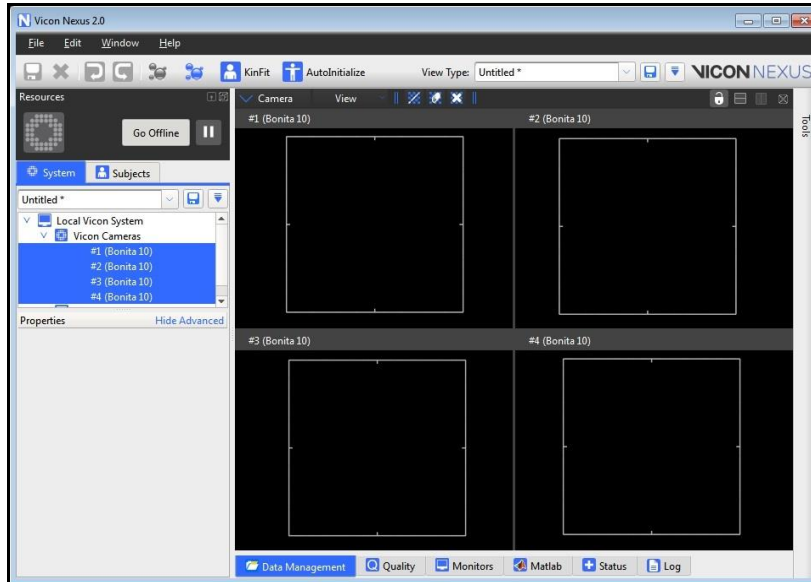 Vicon Nexus 2.0
File Edit Window Help
KinFit AutoInitialize View Type: Untitled * VICON NEXUS
Resources
Camera View
Go Offline
System Subjects
Untitled *
Local Vicon System
Vicon Cameras
#1 (Bonita 10)
#2 (Bonita 10)
#3 (Bonita 10)
#4 (Bonita 10)
Properties Hide Advanced
#1 (Bonita 10) #2 (Bonita 10)
#3 (Bonita 10) #4 (Bonita 10)
Tools
Data Management Quality Monitors Matlab Status Log